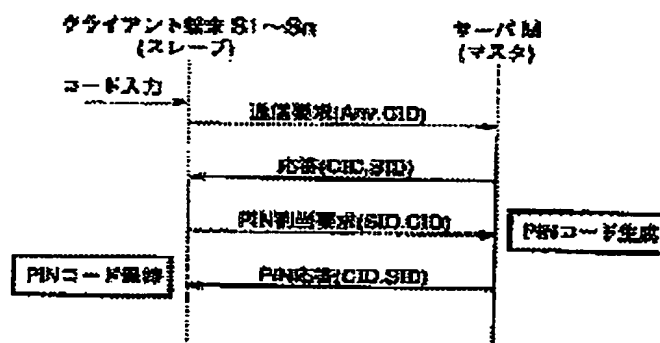 クライアント端末 S1～Sn
(スレーブ)
サーバ M
(マスタ)
コード入力
通信要求(Any.CID)
応答(CID,SID)
PIN割当要求(SID.CID)
PINコード生成
PIN応答(CID.SID)
PINコード登録